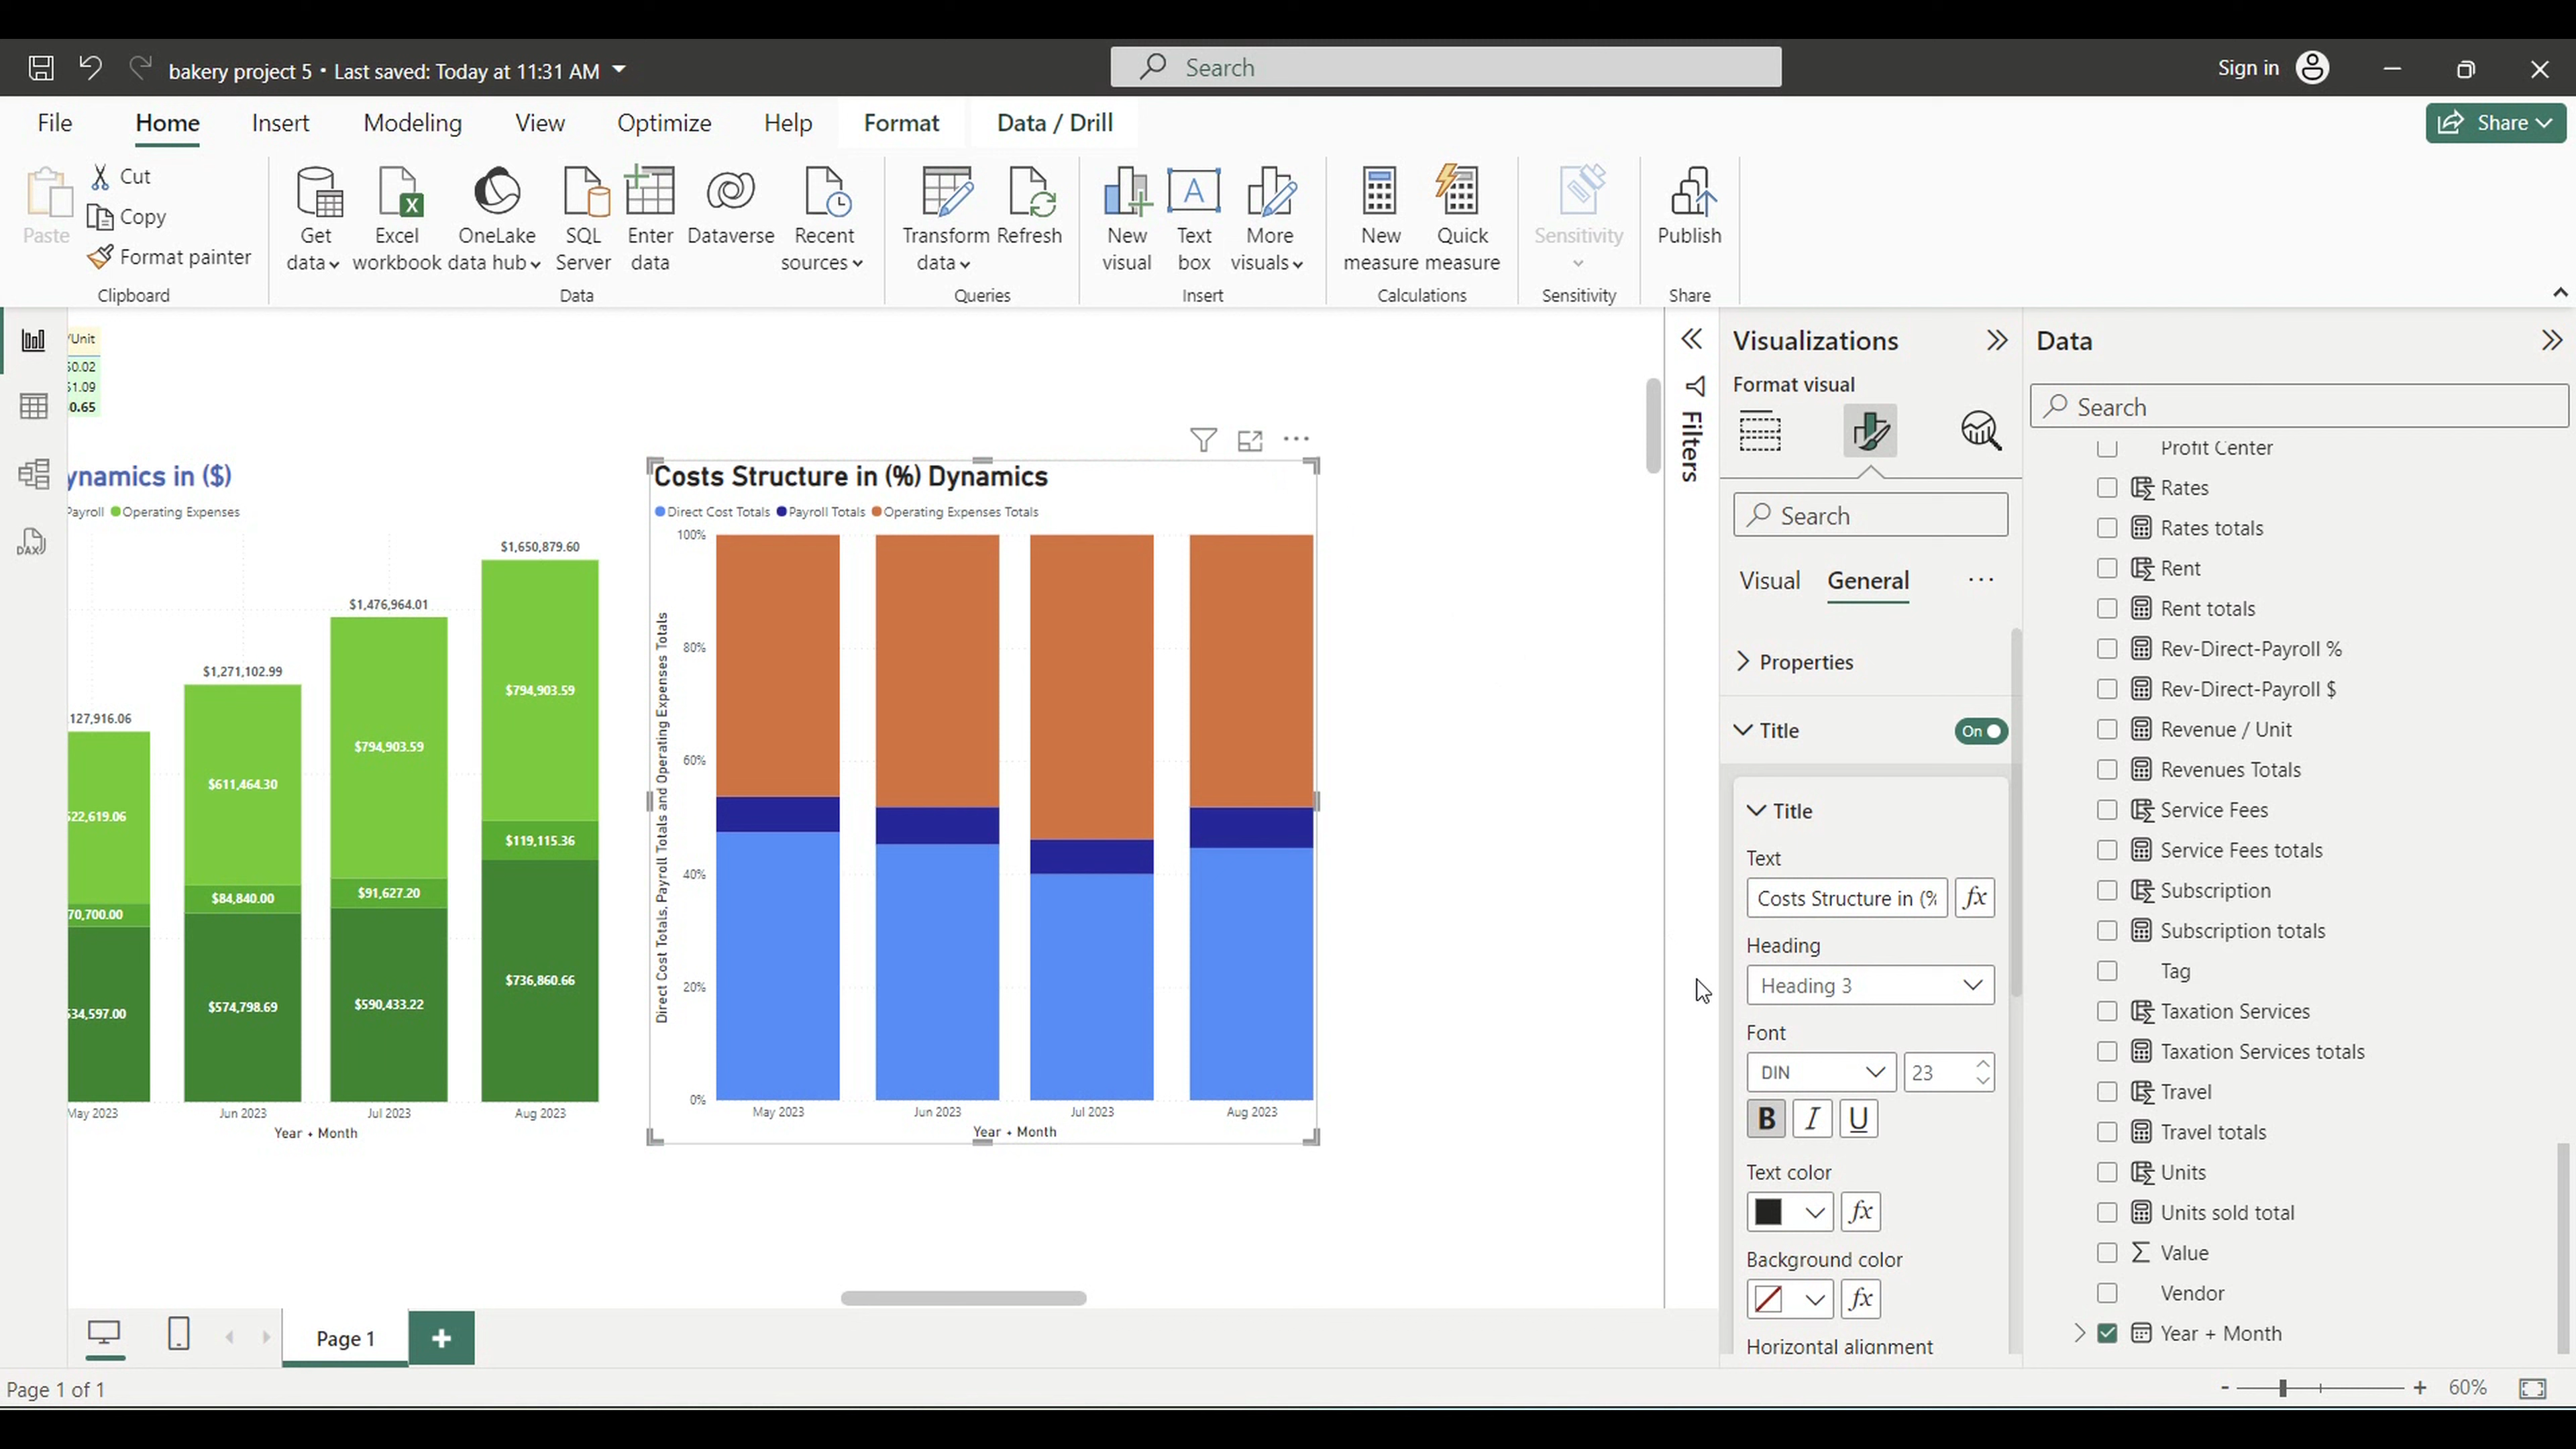 bakery project 5 • Last saved: Today at 11:31 AM
Search
Sign in
File
Home
Insert
Modeling
View
Optimize
Help
Format
Data / Drill
Share
Paste
Cut
Copy
Format painter
Clipboard
Get data
Excel workbook
OneLake data hub
SQL Server
Enter data
Dataverse
Recent sources
Data
Transform data
Refresh
Queries
New visual
Text box
More visuals
Insert
New measure
Quick measure
Calculations
Sensitivity
Sensitivity
Publish
Share
DAX
/Unit
$0.02
$1.09
0.65
ynamics in ($)
Payroll
Operating Expenses
127,916.06
$1,271,102.99
$1,476,964.01
$1,650,879.60
$794,903.59
$794,903.59
$611,464.30
$22,619.06
$119,115.36
$91,627.20
$84,840.00
70,700.00
$736,860.66
$590,433.22
$574,798.69
34,597.00
May 2023
Jun 2023
Jul 2023
Aug 2023
Year + Month
Costs Structure in (%) Dynamics
Direct Cost Totals
Payroll Totals
Operating Expenses Totals
Direct Cost Totals, Payroll Totals and Operating Expenses Totals
100%
80%
60%
40%
20%
0%
May 2023
Jun 2023
Jul 2023
Aug 2023
Year + Month
Filters
Visualizations
Format visual
Search
Visual
General
Properties
Title
On
Title
Text
Costs Structure in (%
fx
Heading
Heading 3
Font
DIN
23
B
I
U
Text color
fx
Background color
fx
Horizontal alignment
Data
Search
Profit Center
Rates
Rates totals
Rent
Rent totals
Rev-Direct-Payroll %
Rev-Direct-Payroll $
Revenue / Unit
Revenues Totals
Service Fees
Service Fees totals
Subscription
Subscription totals
Tag
Taxation Services
Taxation Services totals
Travel
Travel totals
Units
Units sold total
Value
Vendor
Year + Month
Page 1
Page 1 of 1
60%